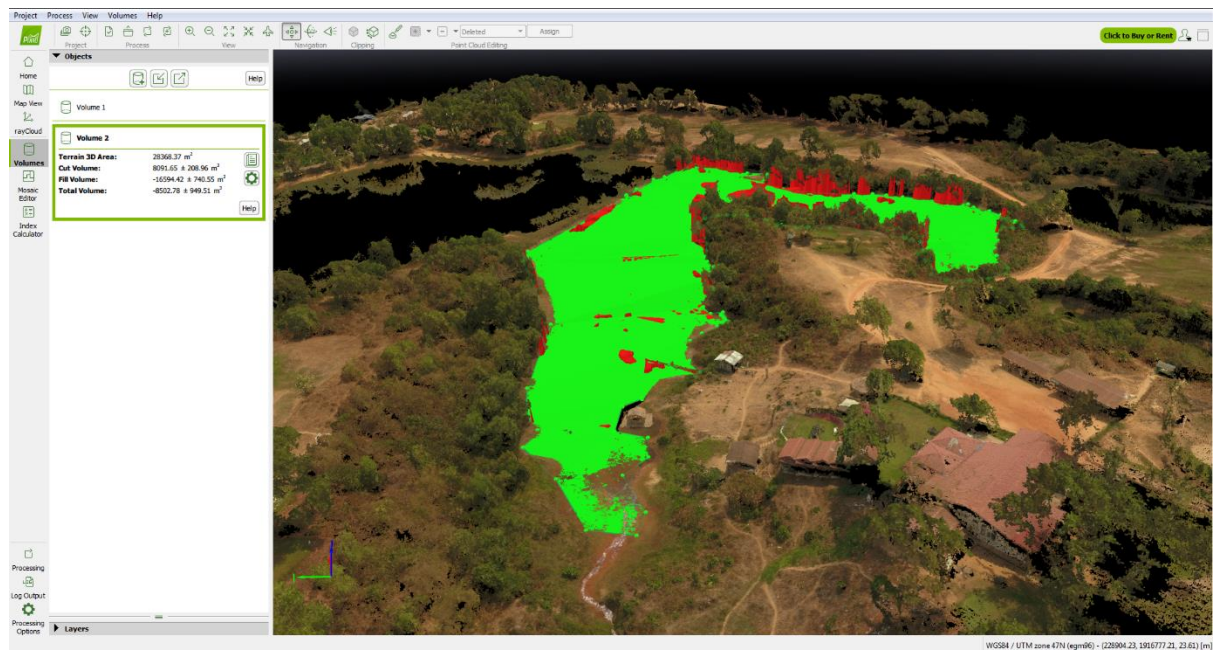 Project Process View Volumes Help
Pix4D
Project Process View Navigation Clipping Point Cloud Editing
Deleted Assign
Click to Buy or Rent
Home
Map View
rayCloud
Volumes
Mosaic
Editor
Index
Calculator
Processing
Log Output
Processing
Options
Objects
Help
Volume 1
Volume 2
Terrain 3D Area: 28368.37 m²
Cut Volume: 8091.65 ± 208.96 m³
Fill Volume: -16594.42 ± 740.55 m³
Total Volume: -8502.78 ± 949.51 m³
Help
Layers
WGS84 / UTM zone 47N (egm96) - (228904.23, 1916777.21, 23.61) [m]